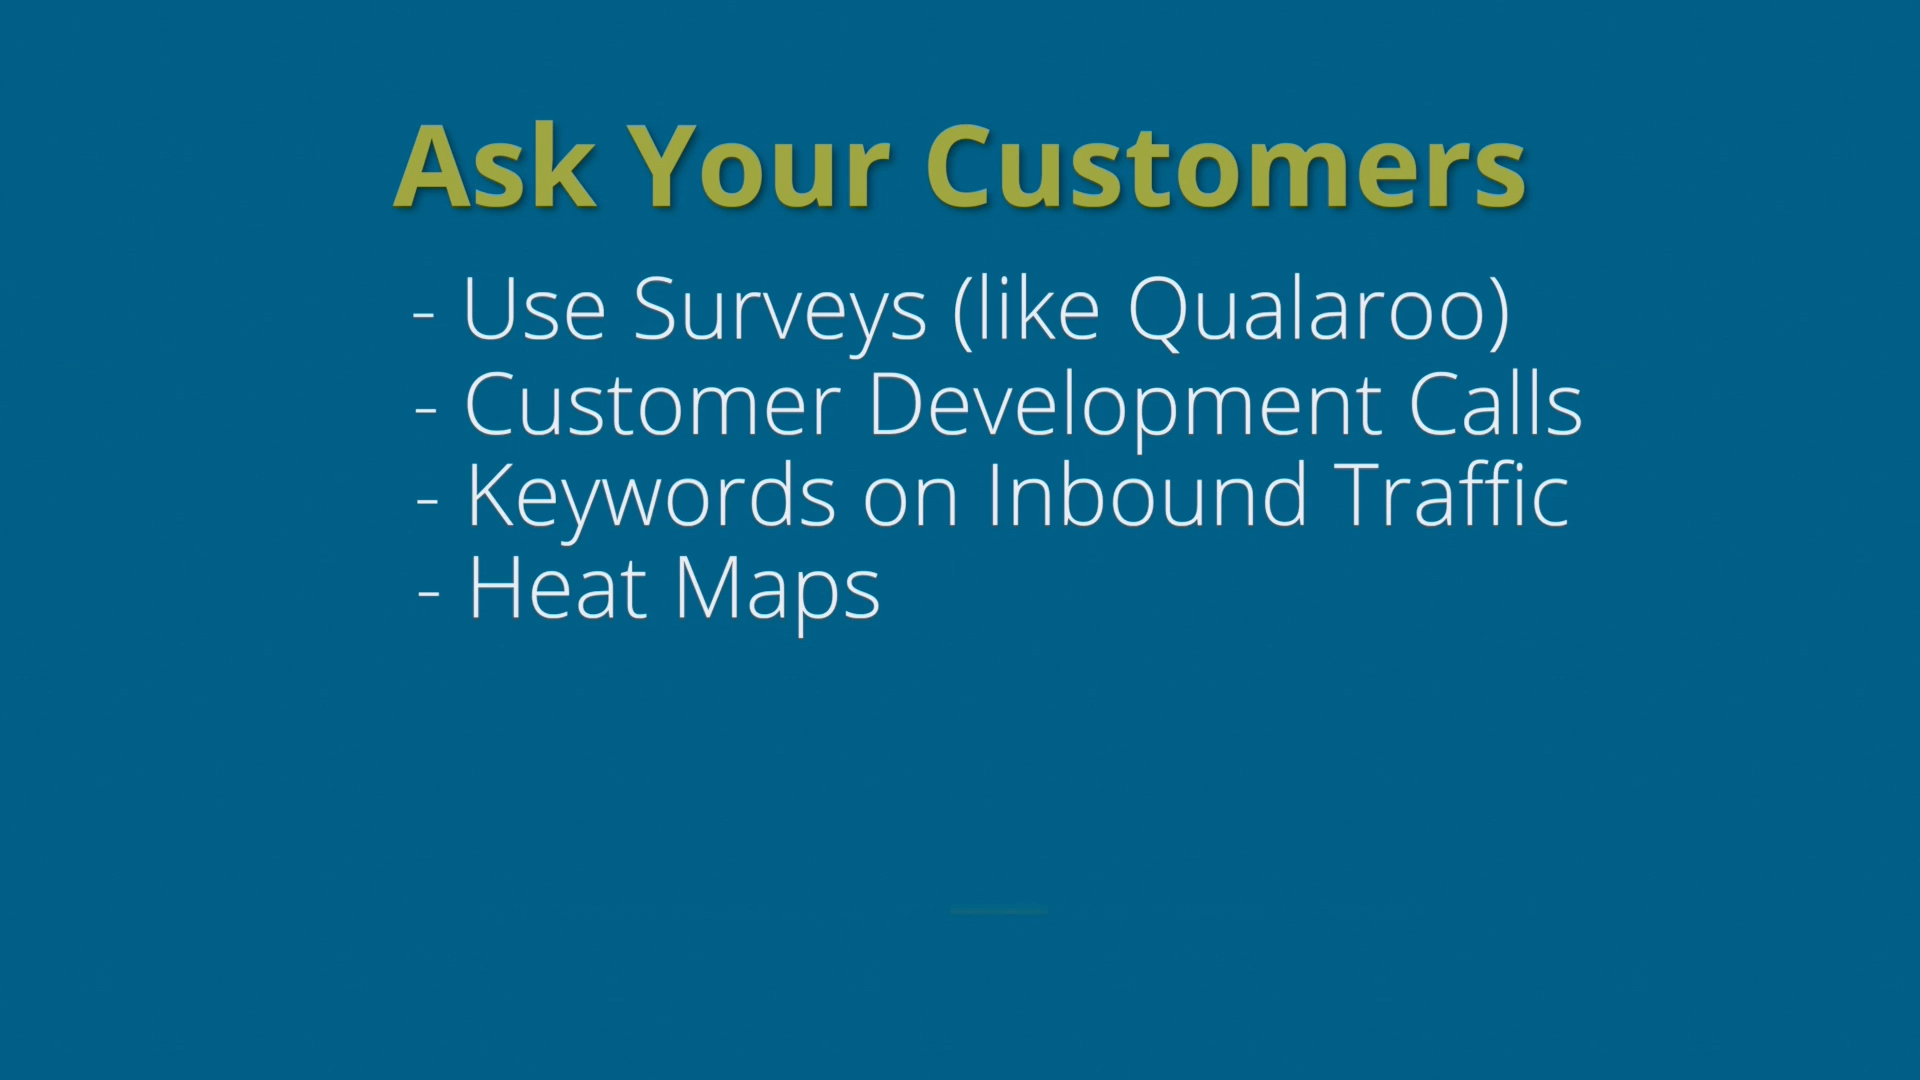 Ask Your Customers
- Use Surveys (like Qualaroo)
- Customer Development Calls
- Keywords on Inbound Traffic
- Heat Maps